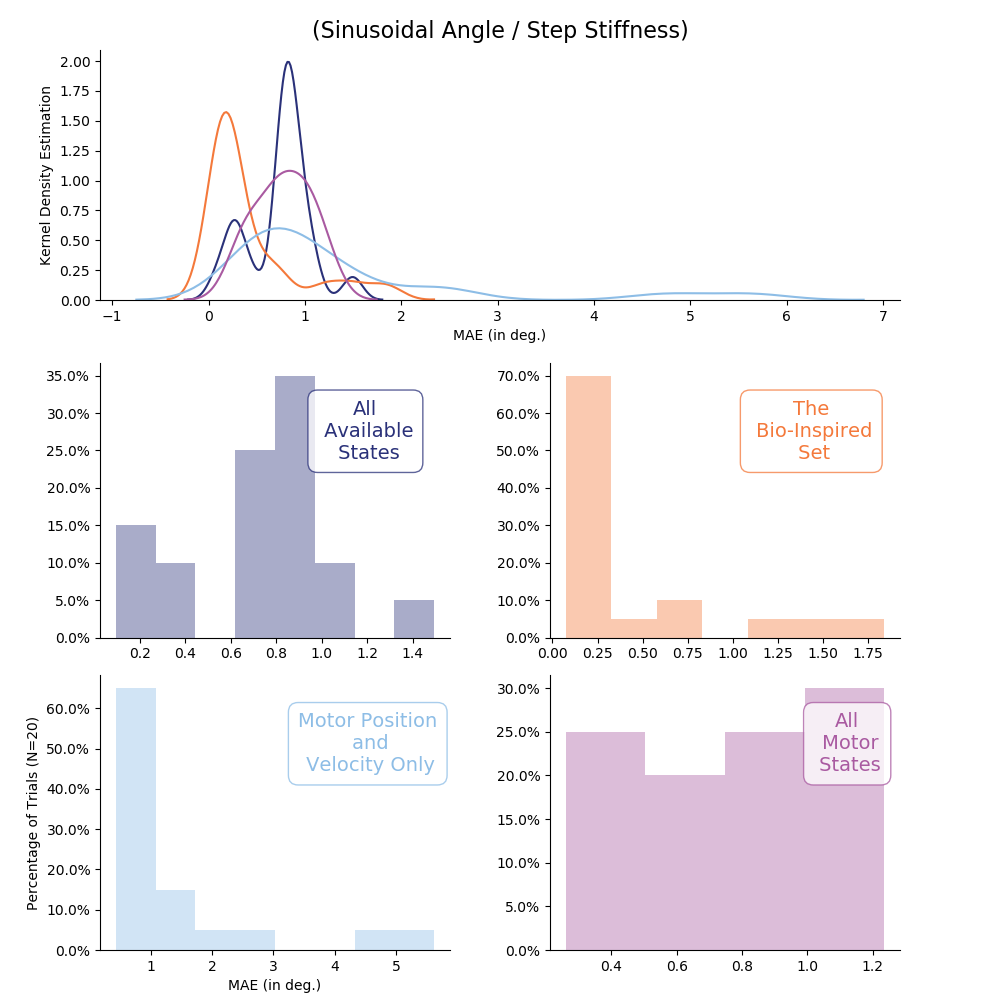 (Sinusoidal Angle / Step Stiffness)
Kernel Density Estimation
2.00
1.75
1.50
1.25
1.00
0.75
0.50
0.25
0.00
−1 0 1 2 3 4 5 6 7
MAE (in deg.)
35.0%
30.0%
25.0%
20.0%
15.0%
10.0%
5.0%
0.0%
0.2 0.4 0.6 0.8 1.0 1.2 1.4
All
Available
States
70.0%
60.0%
50.0%
40.0%
30.0%
20.0%
10.0%
0.0%
0.00 0.25 0.50 0.75 1.00 1.25 1.50 1.75
The
Bio-Inspired
Set
Percentage of Trials (N=20)
60.0%
50.0%
40.0%
30.0%
20.0%
10.0%
0.0%
1 2 3 4 5
MAE (in deg.)
Motor Position
and
Velocity Only
30.0%
25.0%
20.0%
15.0%
10.0%
5.0%
0.0%
0.4 0.6 0.8 1.0 1.2
All
Motor
States